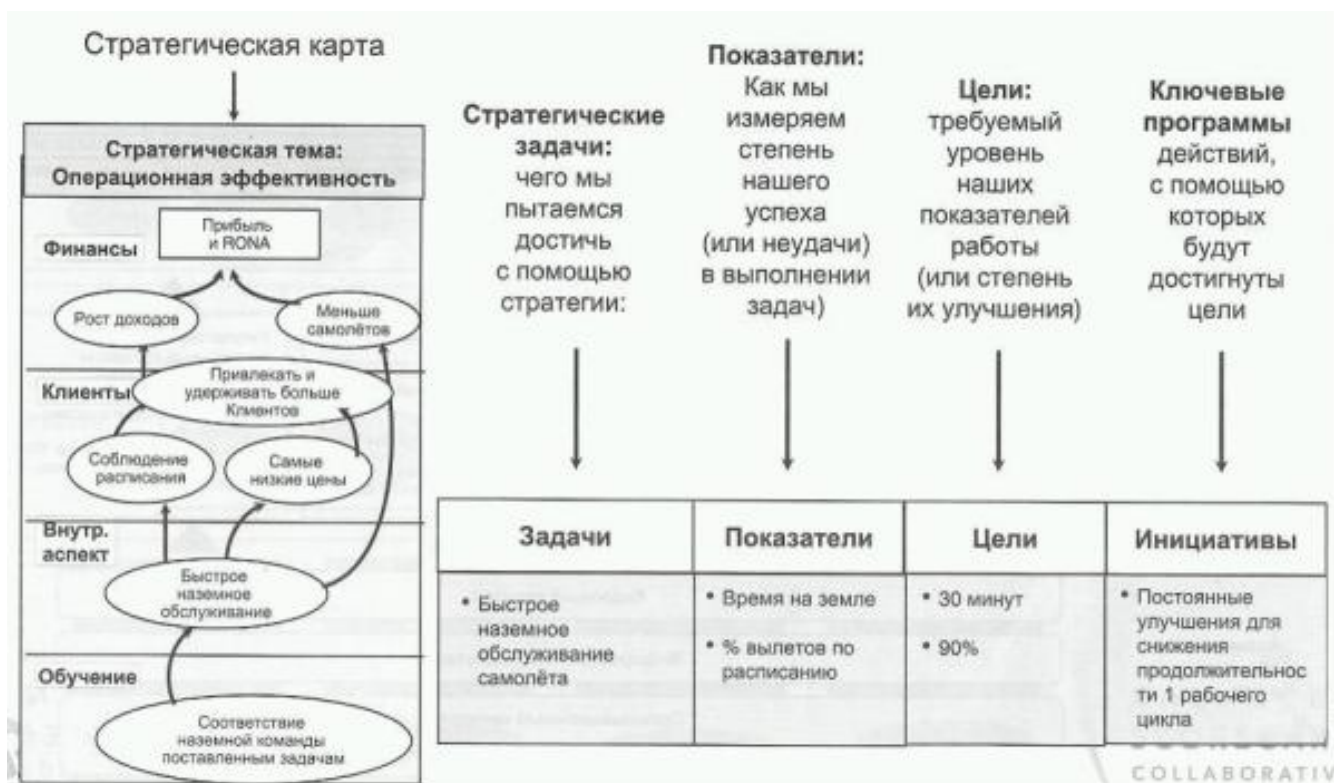 Стратегическая карта
Стратегическая тема:
Операционная эффективность
Финансы
Прибыль
и RONA
Рост доходов
Меньше
самолётов
Клиенты
Привлекать и
удерживать больше
Клиентов
Соблюдение
расписания
Самые
низкие цены
Внутр.
аспект
Быстрое
наземное
обслуживание
Обучение
Соответствие
наземной команды
поставленным задачам
Стратегические
задачи:
чего мы
пытаемся
достичь
с помощью
стратегии:
Показатели:
Как мы
измеряем
степень
нашего
успеха
(или неудачи)
в выполнении
задач)
Цели:
требуемый
уровень
наших
показателей
работы
(или степень
их улучшения)
Ключевые
программы
действий,
с помощью
которых
будут
достигнуты
цели
Задачи
Показатели
Цели
Инициативы
• Быстрое
наземное
обслуживание
самолёта
• Время на земле
• % вылетов по
расписанию
• 30 минут
• 90%
• Постоянные
улучшения для
снижения
продолжительнос
ти 1 рабочего
цикла
COLLABORATIV